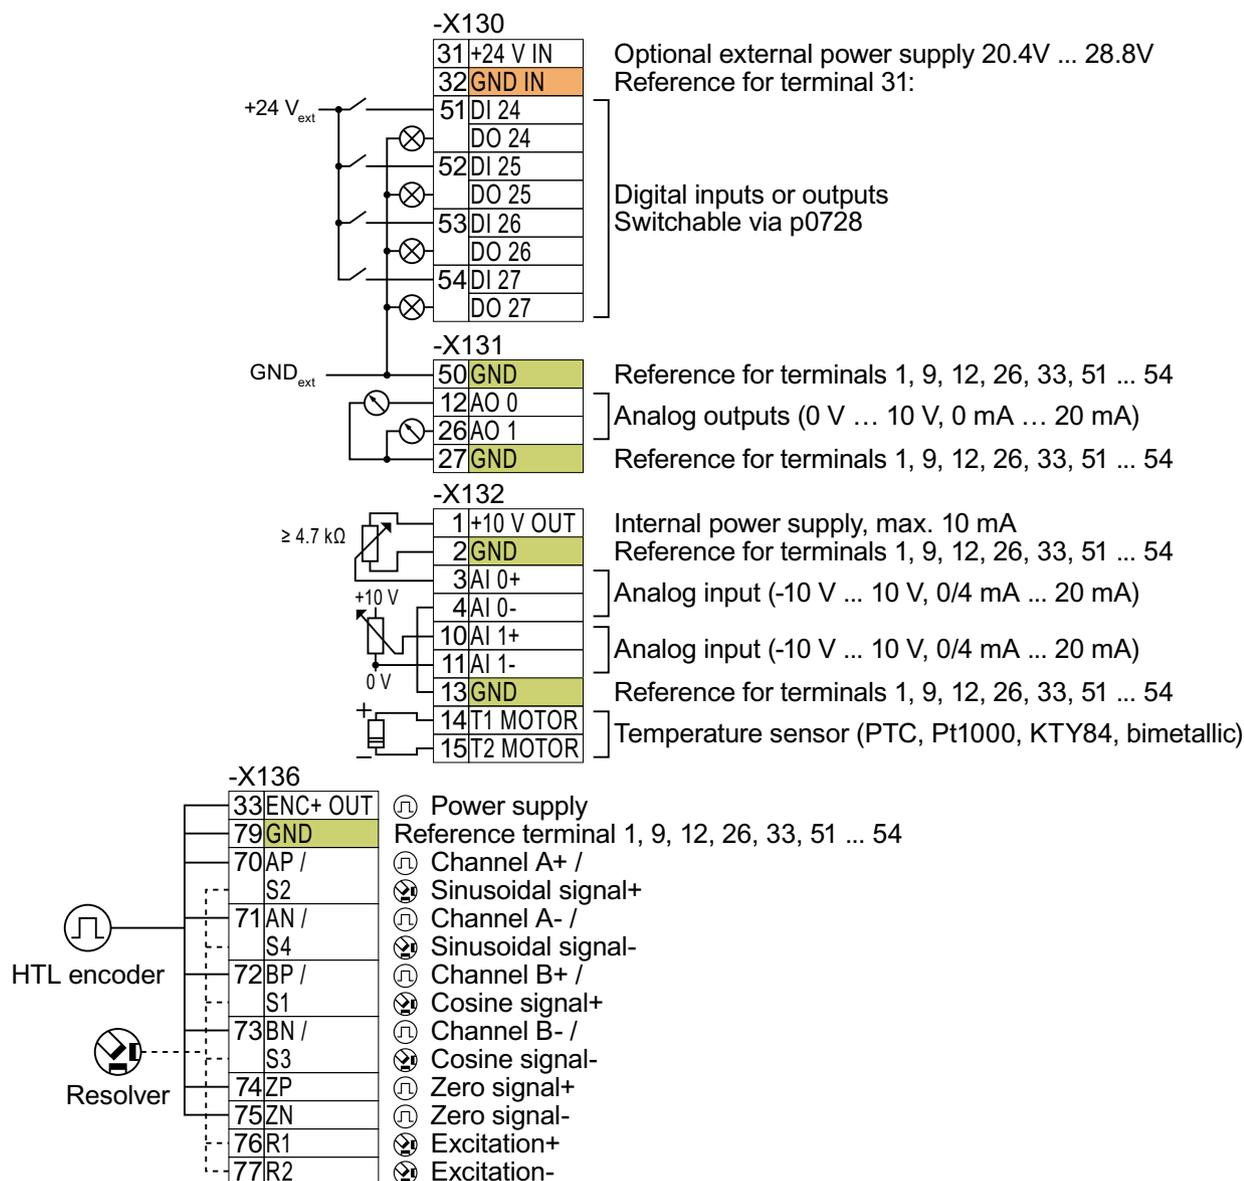 -X130
31 +24 V IN Optional external power supply 20.4V ... 28.8V
32 GND IN Reference for terminal 31:
+24 Vext 51 DI 24
DO 24
52 DI 25
DO 25 Digital inputs or outputs
53 DI 26 Switchable via p0728
DO 26
54 DI 27
DO 27
-X131
GNDext 50 GND Reference for terminals 1, 9, 12, 26, 33, 51 ... 54
12 AO 0
Analog outputs (0 V … 10 V, 0 mA … 20 mA)
26 AO 1
27 GND Reference for terminals 1, 9, 12, 26, 33, 51 ... 54
-X132
1 +10 V OUT Internal power supply, max. 10 mA
≥ 4.7 kΩ
2 GND Reference for terminals 1, 9, 12, 26, 33, 51 ... 54
3 AI 0+
Analog input (-10 V ... 10 V, 0/4 mA ... 20 mA)
+10 V
4 AI 0-
10 AI 1+
Analog input (-10 V ... 10 V, 0/4 mA ... 20 mA)
11 AI 1-
0 V
13 GND Reference for terminals 1, 9, 12, 26, 33, 51 ... 54
+
14 T1 MOTOR
Temperature sensor (PTC, Pt1000, KTY84, bimetallic)
15 T2 MOTOR
–
-X136
33 ENC+ OUT Power supply
79 GND Reference terminal 1, 9, 12, 26, 33, 51 ... 54
70 AP / Channel A+ /
S2 Sinusoidal signal+
71 AN / Channel A- /
S4 Sinusoidal signal-
HTL encoder
72 BP / Channel B+ /
S1 Cosine signal+
73 BN / Channel B- /
S3 Cosine signal-
Resolver
74 ZP Zero signal+
75 ZN Zero signal-
76 R1 Excitation+
77 R2 Excitation-